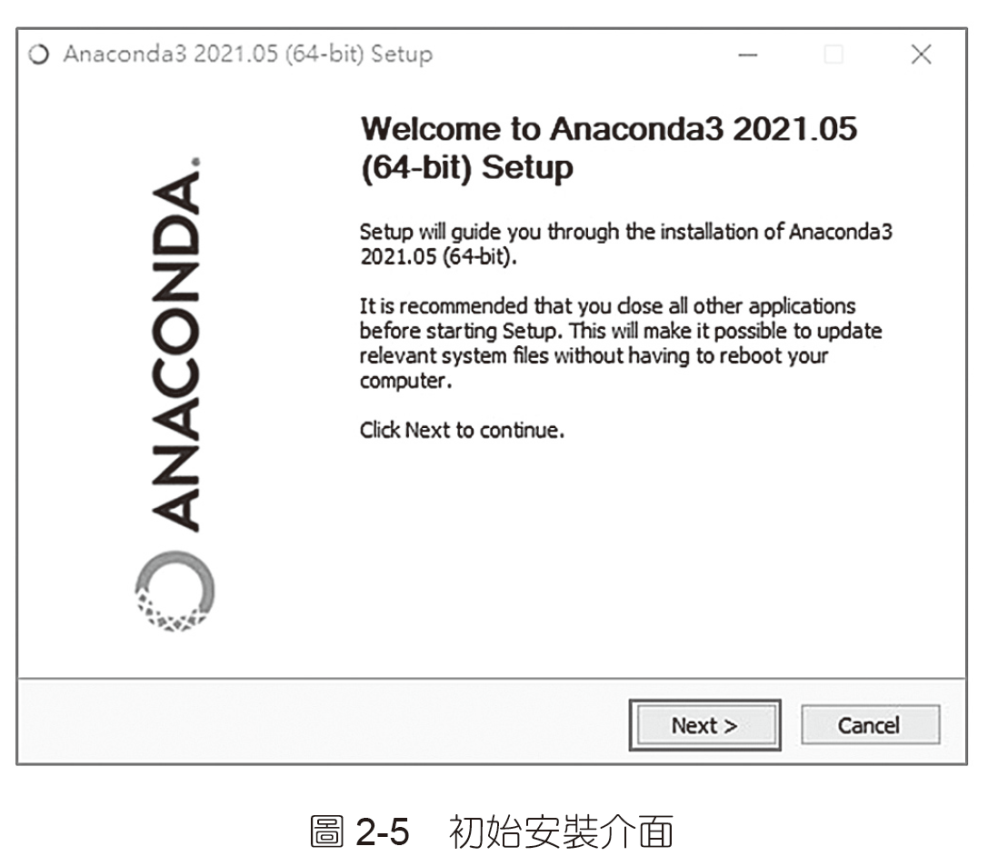 Anaconda3 2021.05 (64-bit) Setup
Welcome to Anaconda3 2021.05
(64-bit) Setup
ANACONDA.
Setup will guide you through the installation of Anaconda3
2021.05 (64-bit).
It is recommended that you close all other applications
before starting Setup. This will make it possible to update
relevant system files without having to reboot your
computer.
Click Next to continue.
Next >
Cancel
圖 2-5 初始安裝介面